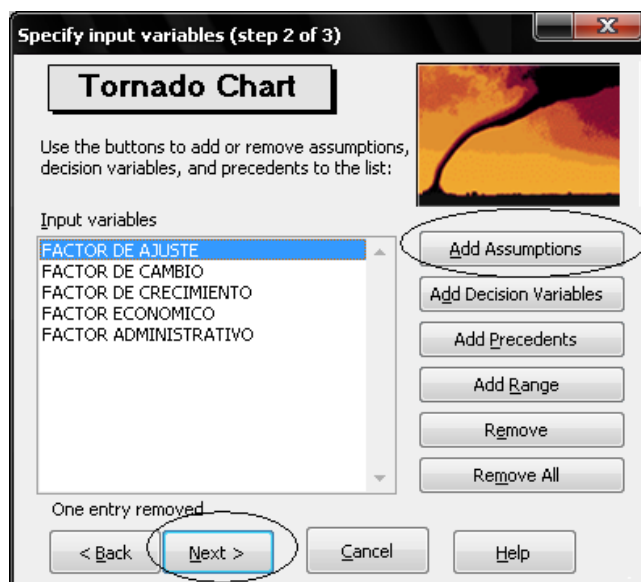 Specify input variables (step 2 of 3)
Tornado Chart
Use the buttons to add or remove assumptions,
decision variables, and precedents to the list:
Input variables
FACTOR DE AJUSTE
FACTOR DE CAMBIO
FACTOR DE CRECIMIENTO
FACTOR ECONOMICO
FACTOR ADMINISTRATIVO
Add Assumptions
Add Decision Variables
Add Precedents
Add Range
Remove
Remove All
One entry removed
< Back
Next >
Cancel
Help